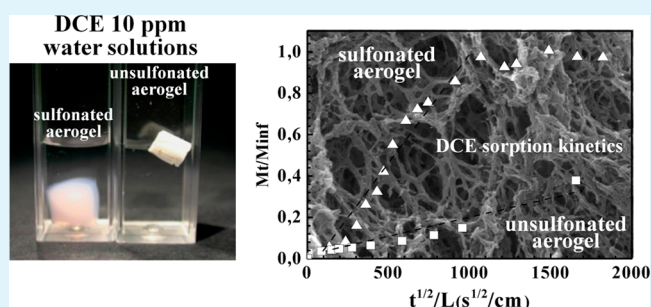 DCE 10 ppm
water solutions
unsulfonated
aerogel
sulfonated
aerogel
Mt/Minf
1,0
0,8
0,6
0,4
0,2
0,0
sulfonated
aerogel
DCE sorption kinetics
unsulfonated
aerogel
0
500
1000
1500
2000
t^1/2/L(s^1/2/cm)